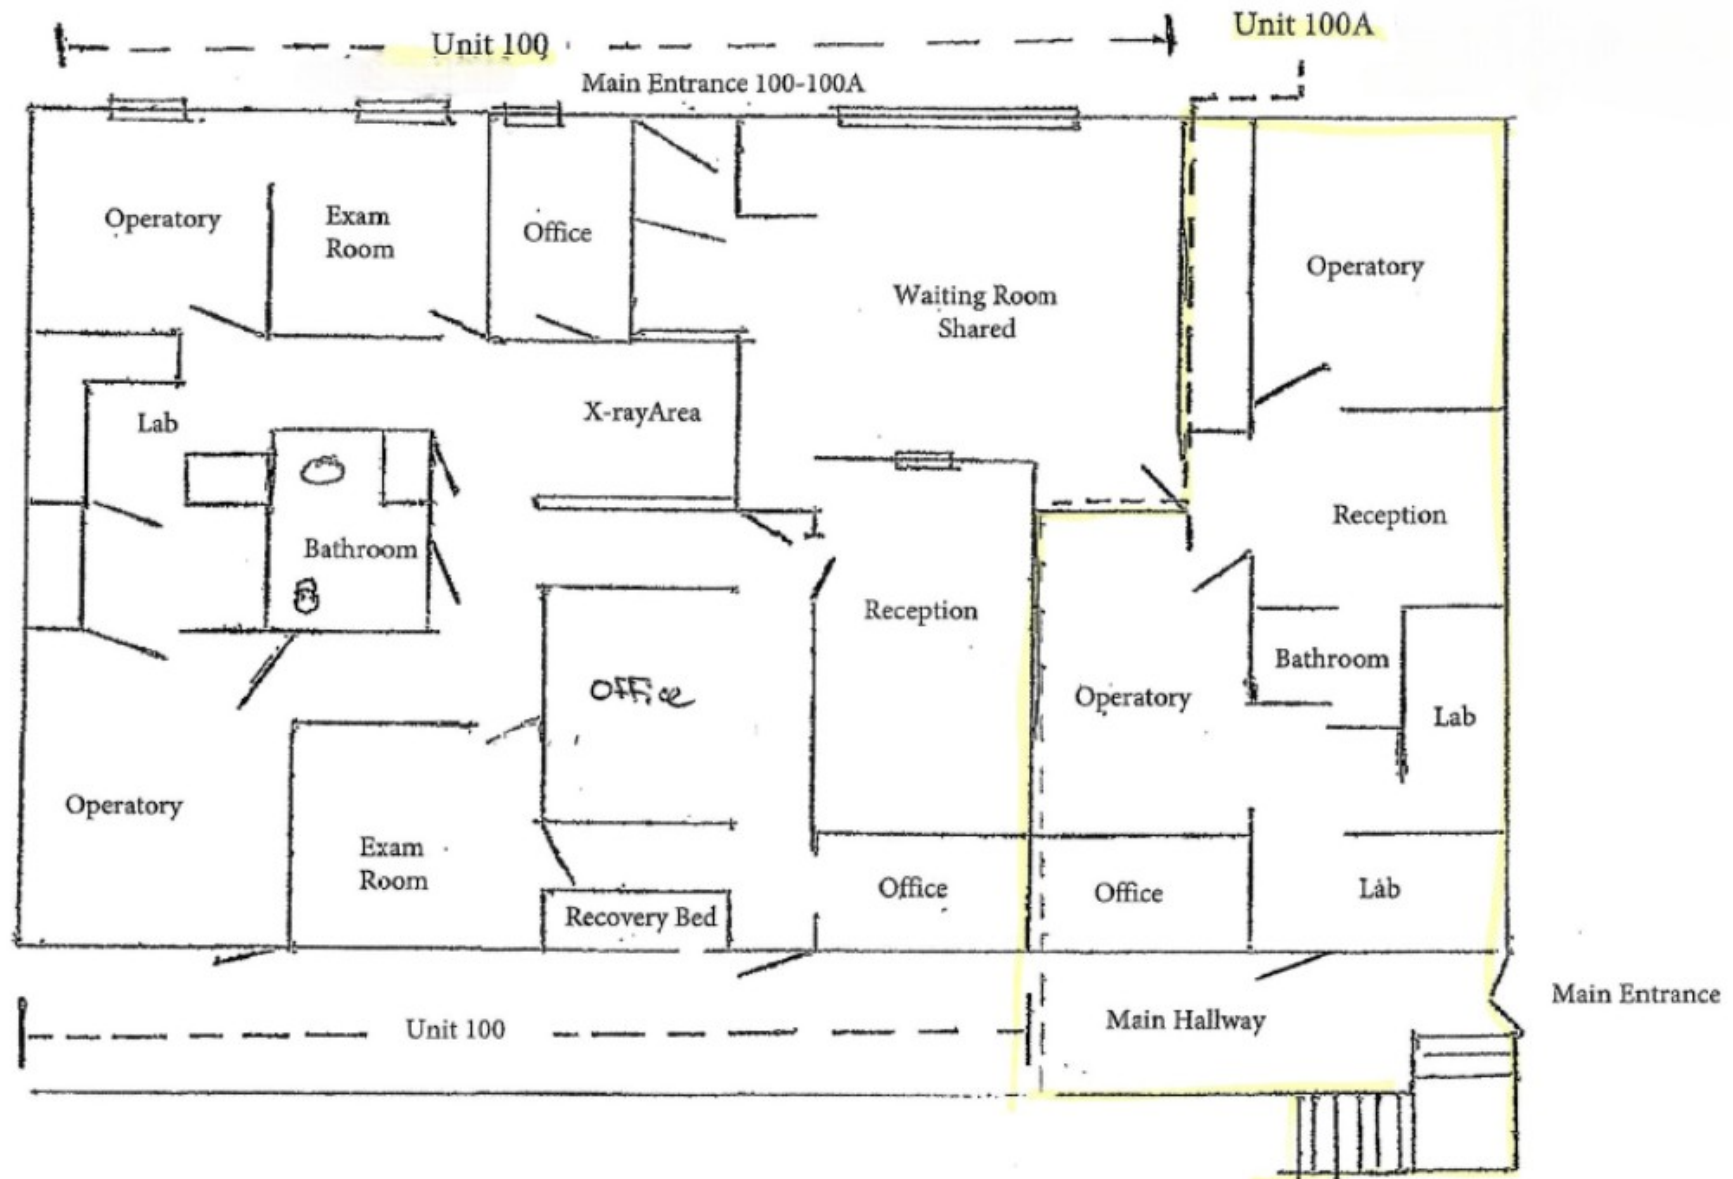 Unit 100
Unit 100A
Main Entrance 100-100A
Operatory
Exam
Room
Office
Waiting Room
Shared
Operatory
Lab
X-rayArea
Reception
Bathroom
Reception
Bathroom
Office
Operatory
Lab
Operatory
Exam
Room
Recovery Bed
Office
Office
Lab
Main Entrance
Unit 100
Main Hallway